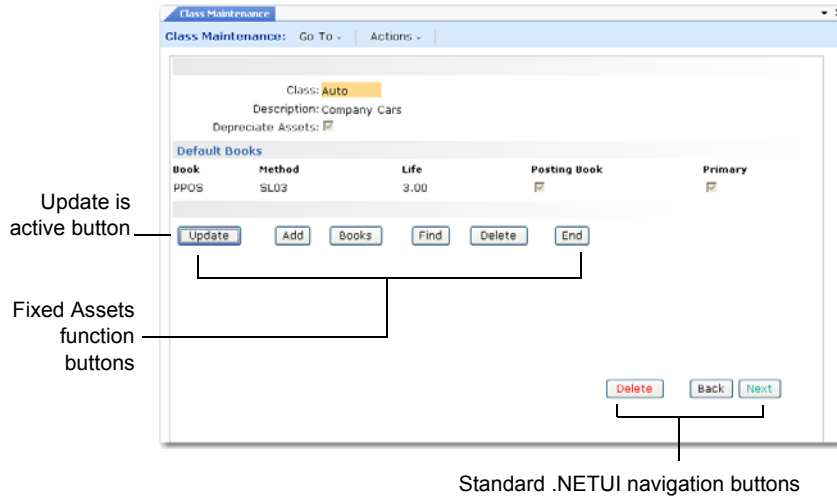 Class Maintenance
Class Maintenance: Go To Actions
Class: Auto
Description: Company Cars
Depreciate Assets:
Default Books
Book Method Life Posting Book Primary
PPOS SL03 3.00
Update is
active button
Update Add Books Find Delete End
Fixed Assets
function
buttons
Delete Back Next
Standard .NETUI navigation buttons